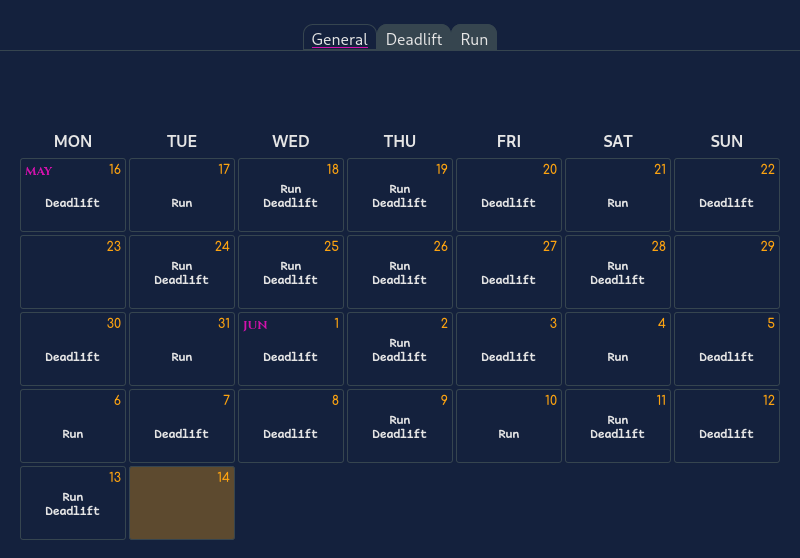 General Deadlift Run
MON TUE WED THU FRI SAT SUN
MAY 16 17 18 19 20 21 22
Deadlift Run Run Deadlift Run Deadlift Deadlift Run Deadlift
23 24 25 26 27 28 29
Run Deadlift Run Deadlift Run Deadlift Deadlift Run Deadlift
30 31 JUN 1 2 3 4 5
Deadlift Run Deadlift Run Deadlift Deadlift Run Deadlift
6 7 8 9 10 11 12
Run Deadlift Deadlift Run Deadlift Run Run Deadlift Deadlift
13 14
Run Deadlift